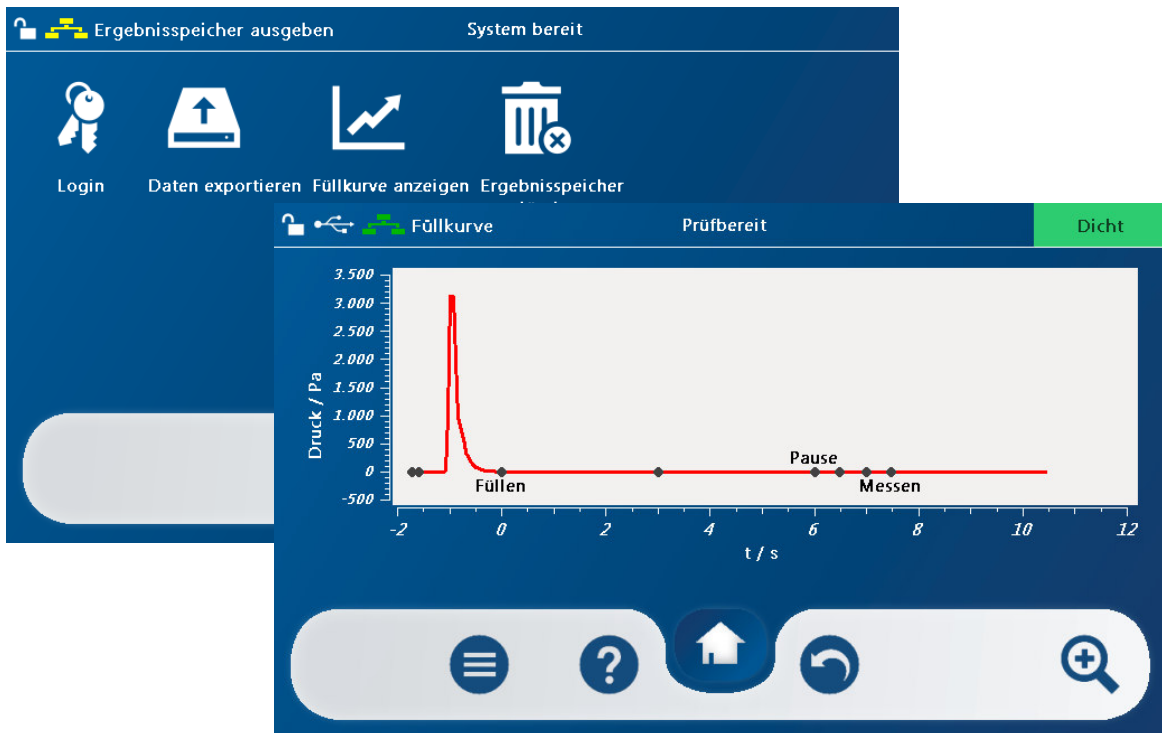 Ergebnisspeicher ausgeben System bereit
Login Daten exportieren Füllkurve anzeigen Ergebnisspeicher
Füllkurve Prüfbereit Dicht
3.500
3.000
2.500
2.000
1.500
1.000
500
0
-500
Druck / Pa
Pause
Füllen Messen
-2 0 2 4 6 8 10 12
t / s